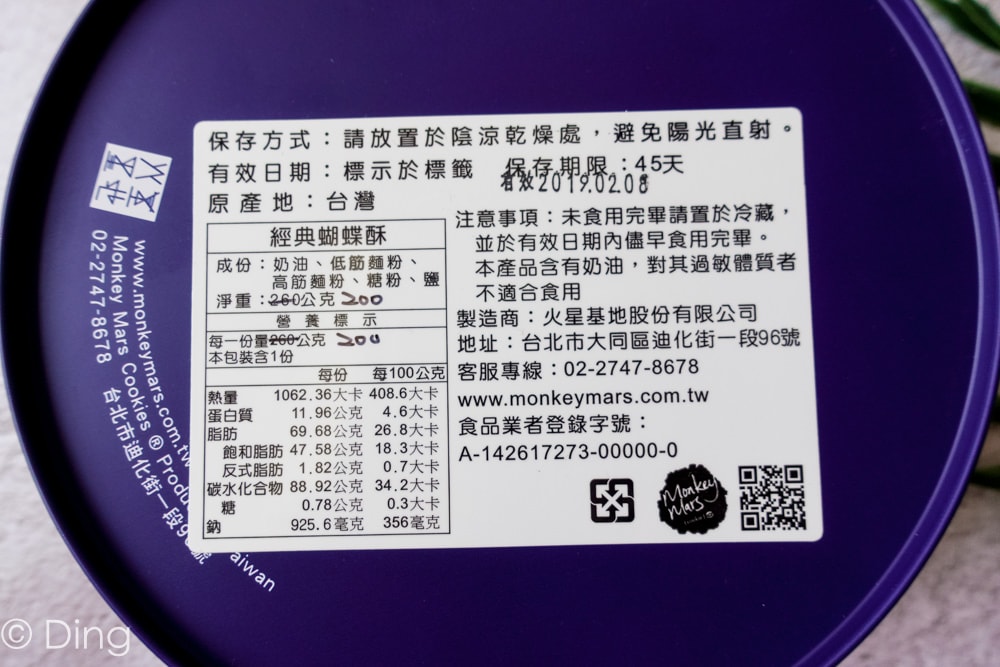 保存方式：請放置於陰涼乾燥處，避免陽光直射。
有效日期：標示於標籤　保存期限：45天
有效2019.02.08
原產地：台灣
經典蝴蝶酥
成份：奶油、低筋麵粉、
高筋麵粉、糖粉、鹽
淨重：260公克 200
營養標示
每一份量260公克 200
本包裝含1份
每份 每100公克
熱量 1062.36大卡 408.6大卡
蛋白質 11.96公克 4.6大卡
脂肪 69.68公克 26.8大卡
飽和脂肪 47.58公克 18.3大卡
反式脂肪 1.82公克 0.7大卡
碳水化合物 88.92公克 34.2大卡
糖 0.78公克 0.3大卡
鈉 925.6毫克 356毫克
注意事項：未食用完畢請置於冷藏，
並於有效日期內儘早食用完畢。
本產品含有奶油，對其過敏體質者
不適合食用
製造商：火星基地股份有限公司
地址：台北市大同區迪化街一段96號
客服專線：02-2747-8678
www.monkeymars.com.tw
食品業者登錄字號：
A-142617273-00000-0
Monkey
Mars
www.monkeymars.com.tw
Monkey Mars Cookies ® Produ
aiwan
02-2747-8678 台北市迪化街一段96號
© Ding